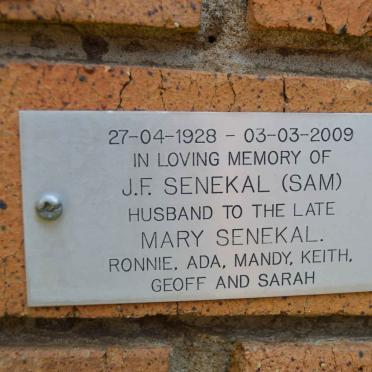 27-04-1928 - 03-03-2009
IN LOVING MEMORY OF
J.F. SENEKAL (SAM)
HUSBAND TO THE LATE
MARY SENEKAL.
RONNIE, ADA, MANDY, KEITH,
GEOFF AND SARAH